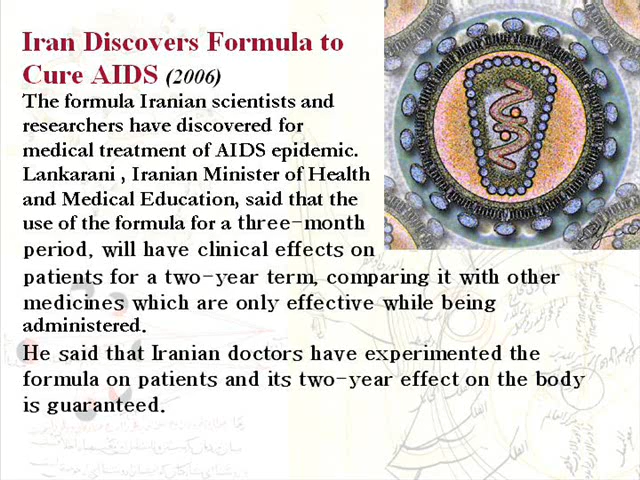 Iran Discovers Formula to
Cure AIDS (2006)
The formula Iranian scientists and
researchers have discovered for
medical treatment of AIDS epidemic.
Lankarani , Iranian Minister of Health
and Medical Education, said that the
use of the formula for a three-month
period, will have clinical effects on
patients for a two-year term, comparing it with other
medicines which are only effective while being
administered.
He said that Iranian doctors have experimented the
formula on patients and its two-year effect on the body
is guaranteed.